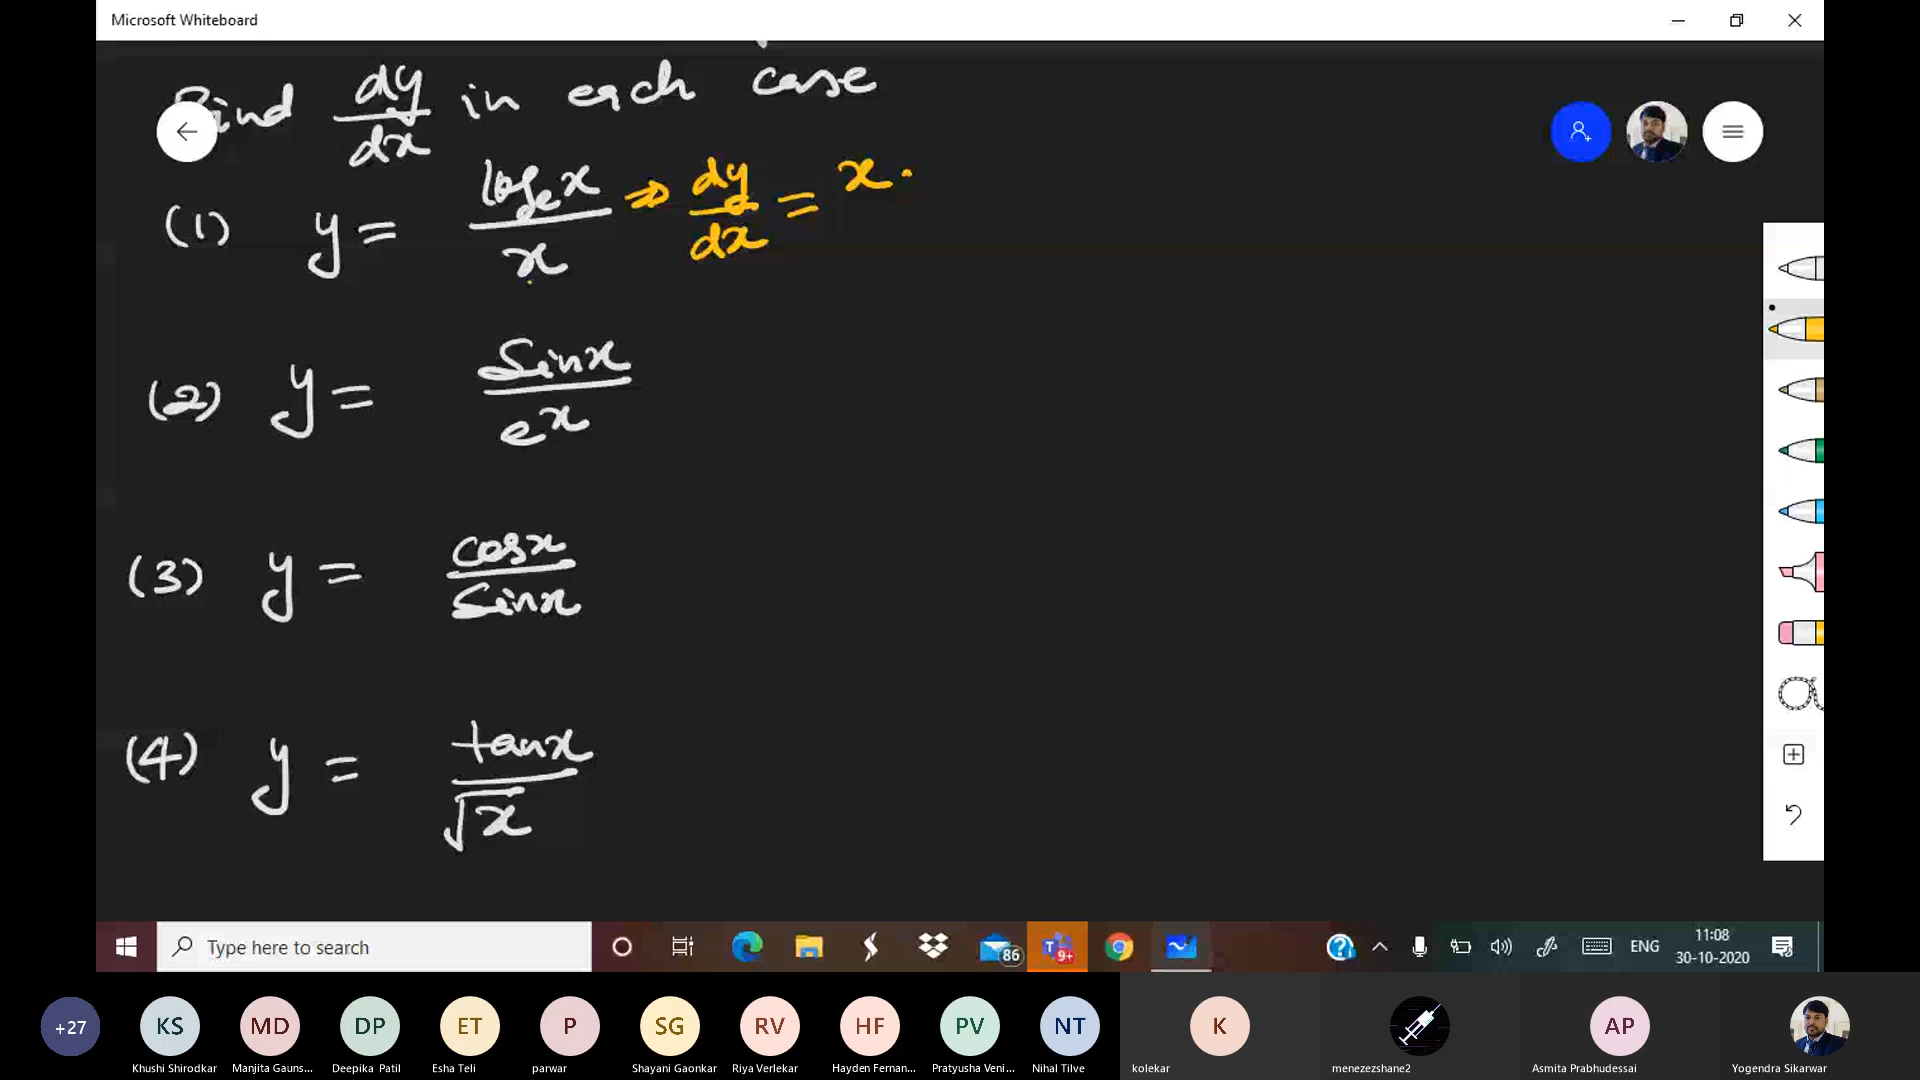 Microsoft Whiteboard
Find dy/dx in each case
(1) y = logₑx / x ⇒ dy/dx = x ·
(2) y = Sinx / eˣ
(3) y = cosx / Sinx
(4) y = tanx / √x
Type here to search
86
9+
ENG
11:08
30-10-2020
+27
KS
MD
DP
ET
P
SG
RV
HF
PV
NT
K
AP
Khushi Shirodkar
Manjita Gauns...
Deepika Patil
Esha Teli
parwar
Shayani Gaonkar
Riya Verlekar
Hayden Fernan...
Pratyusha Veni...
Nihal Tilve
kolekar
menezezshane2
Asmita Prabhudessai
Yogendra Sikarwar